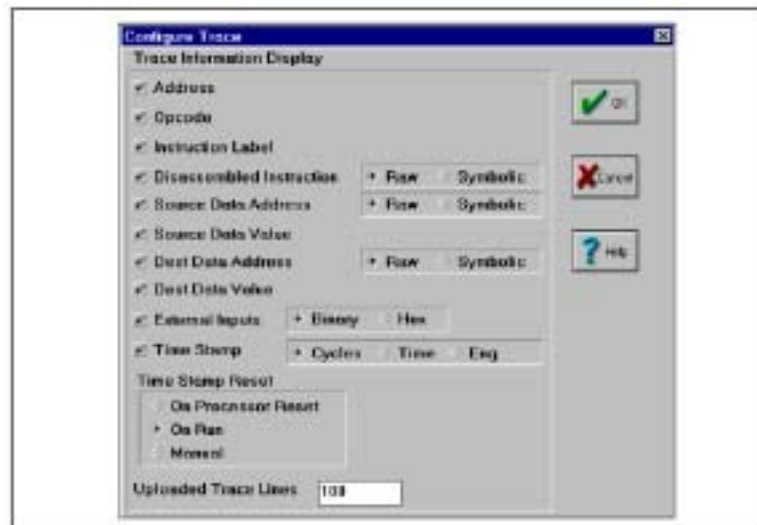 Configure Trace
Trace Information Display
Address
Opcode
Instruction Label
Disassembled Instruction Raw Symbolic
Source Data Address Raw Symbolic
Source Data Value
Dest Data Address Raw Symbolic
Dest Data Value
External Inputs Binary Hex
Time Stamp Cycles Time Eng
Time Stamp Reset
On Processor Reset
On Run
Manual
Uploaded Trace Lines 100
OK
Cancel
Help